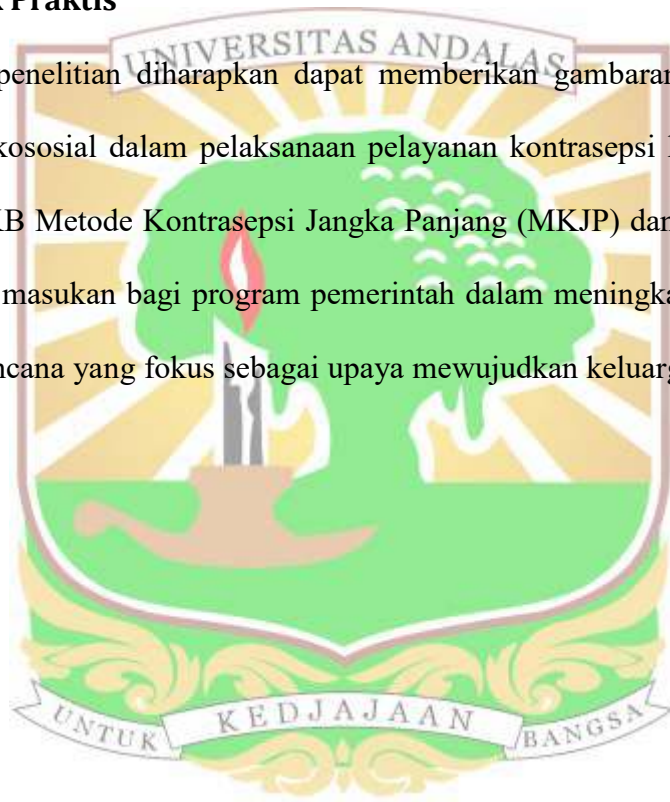 Praktis
UNIVERSITAS ANDALAS
penelitian diharapkan dapat memberikan gambaran
kososial dalam pelaksanaan pelayanan kontrasepsi
KB Metode Kontrasepsi Jangka Panjang (MKJP) dan
masukan bagi program pemerintah dalam meningka
ncana yang fokus sebagai upaya mewujudkan keluarg
UNTUK KEDJAJAAN BANGSA